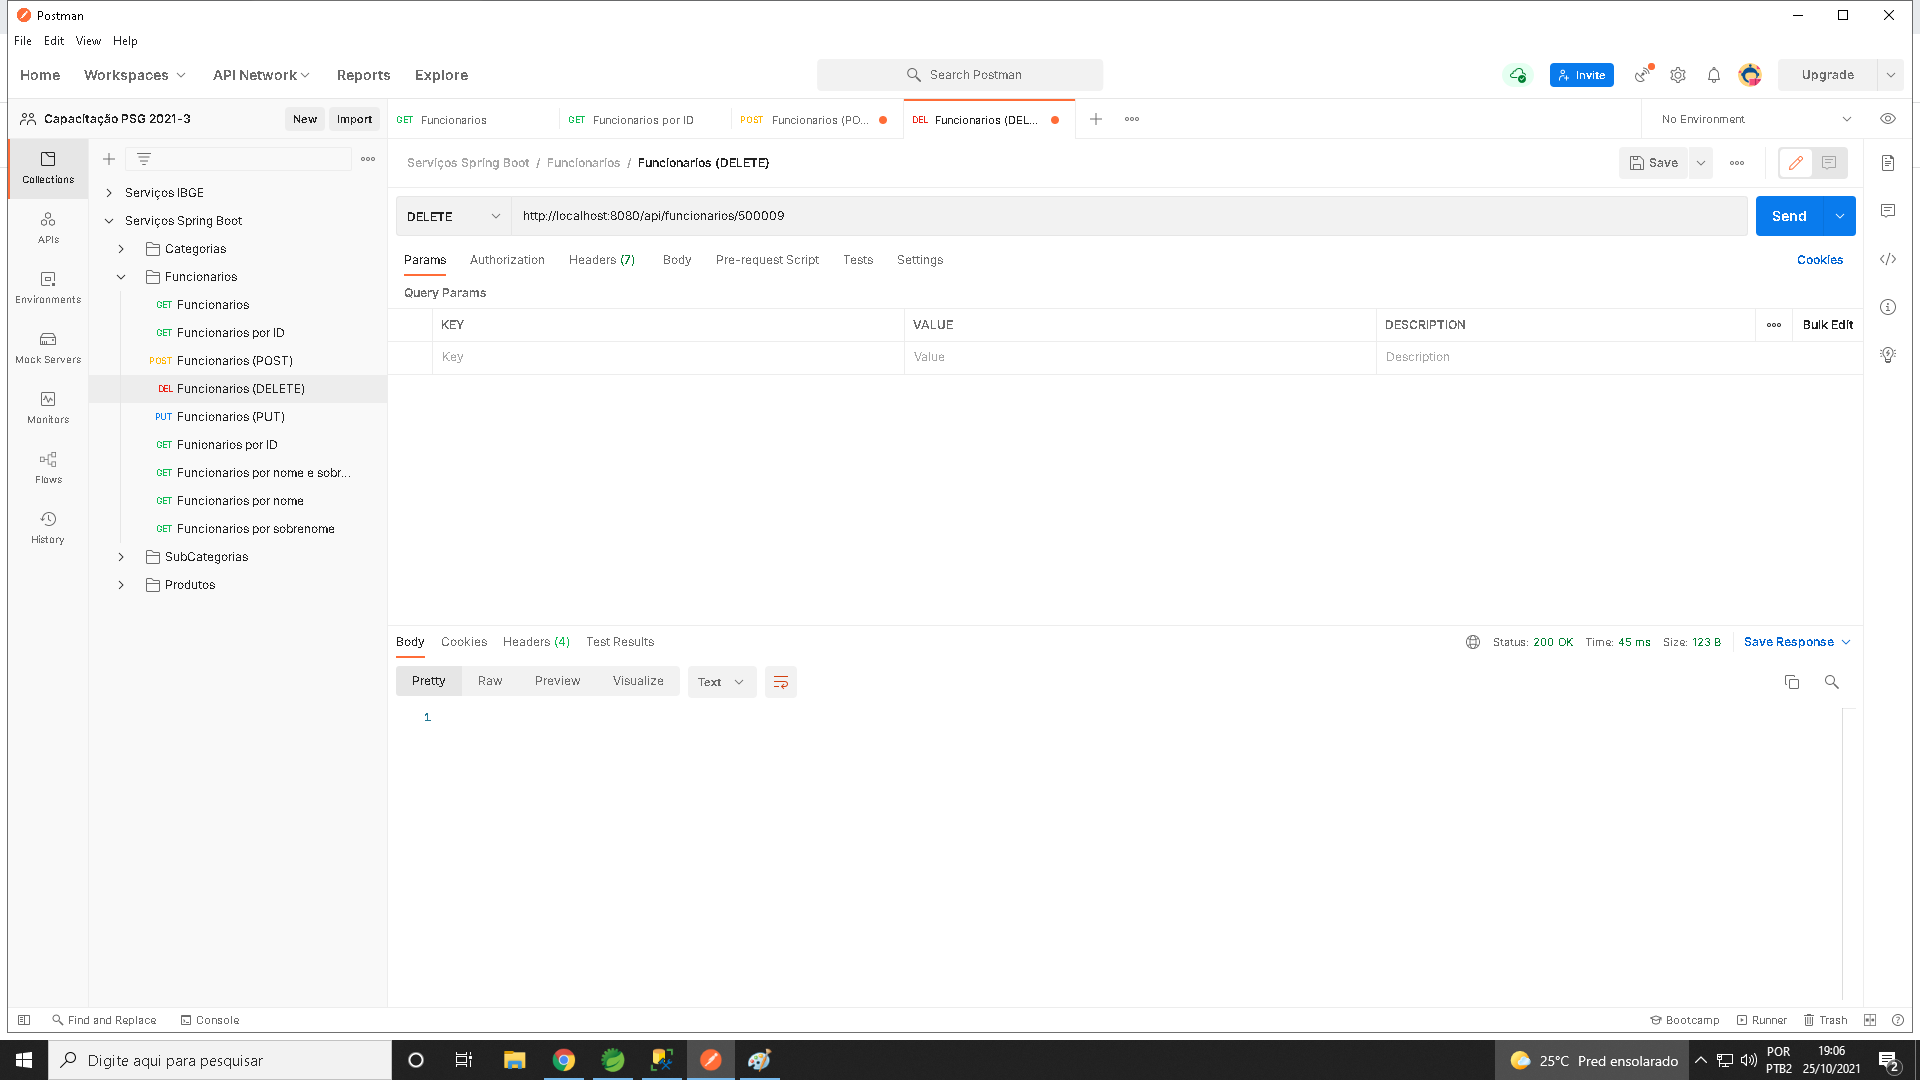 Postman
File Edit View Help
Home Workspaces API Network Reports Explore Search Postman Invite Upgrade
Capacitação PSG 2021-3 New Import GET Funcionarios GET Funcionarios por ID POST Funcionarios (PO... DEL Funcionarios (DEL... No Environment
Serviços Spring Boot / Funcionarios / Funcionarios (DELETE) Save
Collections
APIs
Environments
Mock Servers
Monitors
Flows
History
Serviços IBGE
Serviços Spring Boot
Categorias
Funcionarios
GET Funcionarios
GET Funcionarios por ID
POST Funcionarios (POST)
DEL Funcionarios (DELETE)
PUT Funcionarios (PUT)
GET Funionarios por ID
GET Funcionarios por nome e sobr...
GET Funcionarios por nome
GET Funcionarios por sobrenome
SubCategorias
Produtos
DELETE http://localhost:8080/api/funcionarios/500009 Send
Params Authorization Headers (7) Body Pre-request Script Tests Settings Cookies
Query Params
KEY VALUE DESCRIPTION Bulk Edit
Key Value Description
Body Cookies Headers (4) Test Results Status: 200 OK Time: 45 ms Size: 123 B Save Response
Pretty Raw Preview Visualize Text
1
Find and Replace Console Bootcamp Runner Trash
Digite aqui para pesquisar 25°C Pred ensolarado POR PTB2 19:06 25/10/2021 2